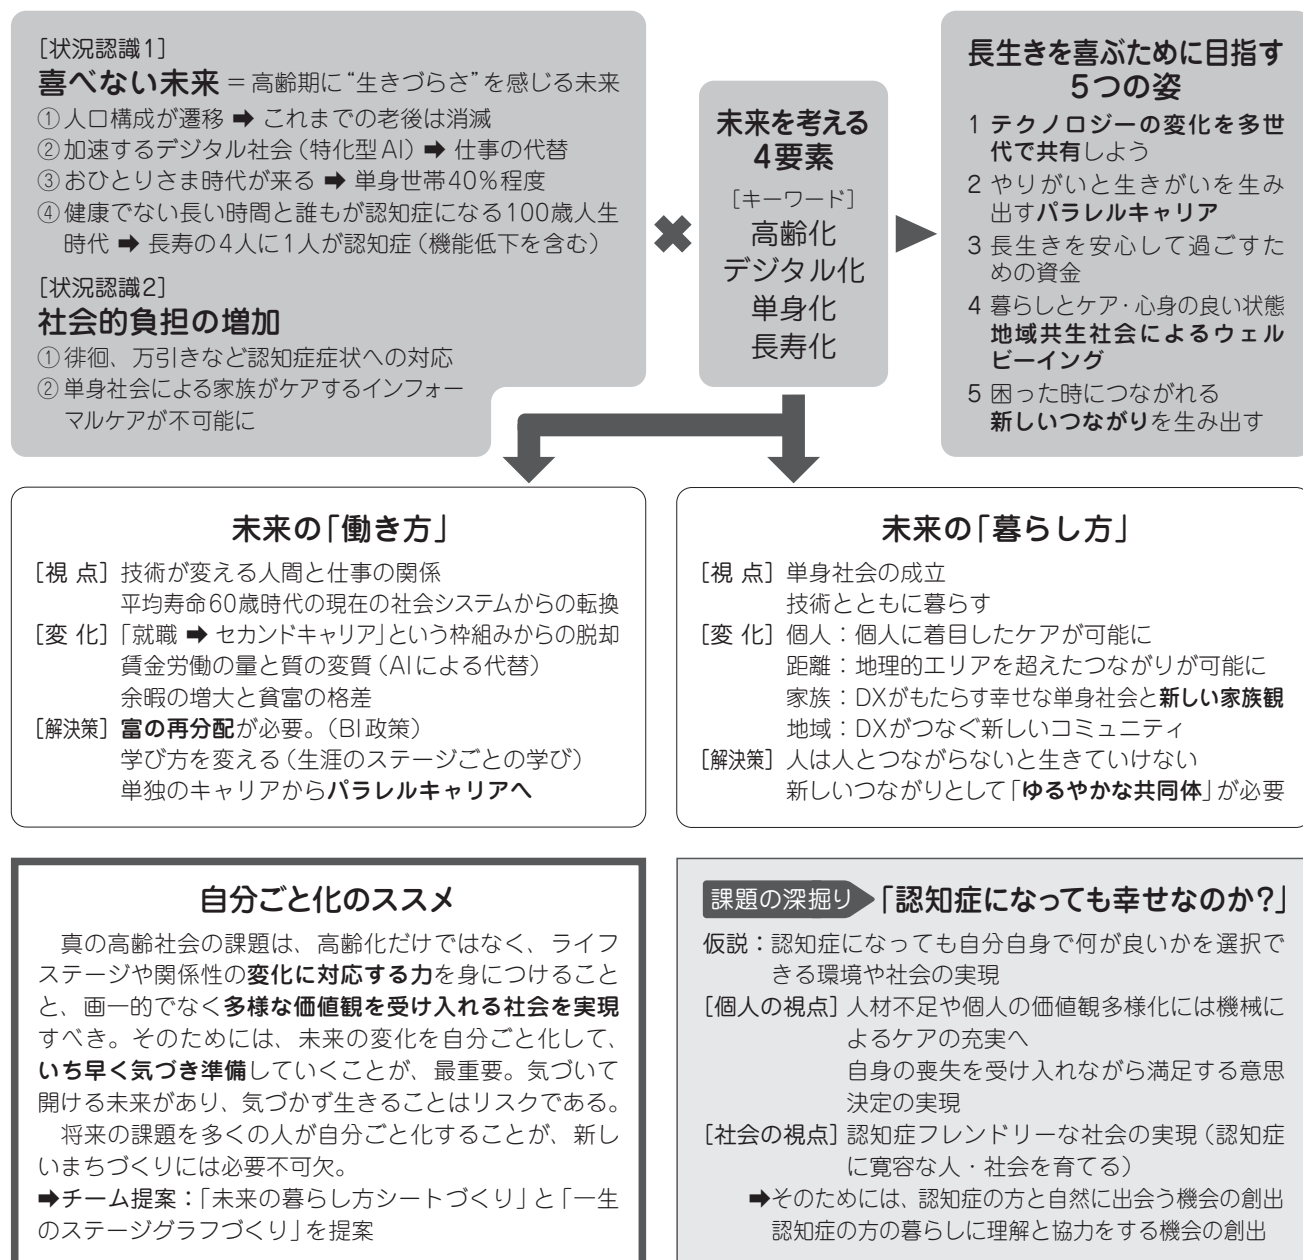 [状況認識1]
喜べない未来 = 高齢期に“生きづらさ”を感じる未来
①人口構成が遷移 ➡ これまでの老後は消滅
②加速するデジタル社会（特化型AI）➡ 仕事の代替
③おひとりさま時代が来る ➡ 単身世帯40％程度
④健康でない長い時間と誰もが認知症になる100歳人生
時代 ➡ 長寿の4人に1人が認知症（機能低下を含む）
[状況認識2]
社会的負担の増加
①徘徊、万引きなど認知症症状への対応
②単身社会による家族がケアするインフォー
マルケアが不可能に
未来を考える
4要素
[キーワード]
高齢化
デジタル化
単身化
長寿化
長生きを喜ぶために目指す
5つの姿
1 テクノロジーの変化を多世
代で共有しよう
2 やりがいと生きがいを生み
出すパラレルキャリア
3 長生きを安心して過ごすた
めの資金
4 暮らしとケア・心身の良い状態
地域共生社会によるウェル
ビーイング
5 困った時につながれる
新しいつながりを生み出す
未来の「働き方」
[視 点] 技術が変える人間と仕事の関係
平均寿命60歳時代の現在の社会システムからの転換
[変 化]「就職 ➡ セカンドキャリア」という枠組みからの脱却
賃金労働の量と質の変質（AIによる代替）
余暇の増大と貧富の格差
[解決策] 富の再分配が必要。（BI政策）
学び方を変える（生涯のステージごとの学び）
単独のキャリアからパラレルキャリアへ
未来の「暮らし方」
[視 点] 単身社会の成立
技術とともに暮らす
[変 化] 個人：個人に着目したケアが可能に
距離：地理的エリアを超えたつながりが可能に
家族：DXがもたらす幸せな単身社会と新しい家族観
地域：DXがつなぐ新しいコミュニティ
[解決策] 人は人とつながらないと生きていけない
新しいつながりとして「ゆるやかな共同体」が必要
自分ごと化のススメ
真の高齢社会の課題は、高齢化だけではなく、ライフ
ステージや関係性の変化に対応する力を身につけること
と、画一的でなく多様な価値観を受け入れる社会を実現
すべき。そのためには、未来の変化を自分ごと化して、
いち早く気づき準備していくことが、最重要。気づいて
開ける未来があり、気づかず生きることはリスクである。
将来の課題を多くの人が自分ごと化することが、新し
いまちづくりには必要不可欠。
➡チーム提案：「未来の暮らし方シートづくり」と「一生
のステージグラフづくり」を提案
課題の深掘り 「認知症になっても幸せなのか?」
仮説：認知症になっても自分自身で何が良いかを選択で
きる環境や社会の実現
[個人の視点] 人材不足や個人の価値観多様化には機械に
よるケアの充実へ
自身の喪失を受け入れながら満足する意思
決定の実現
[社会の視点] 認知症フレンドリーな社会の実現（認知症
に寛容な人・社会を育てる）
➡そのためには、認知症の方と自然に出会う機会の創出
認知症の方の暮らしに理解と協力をする機会の創出